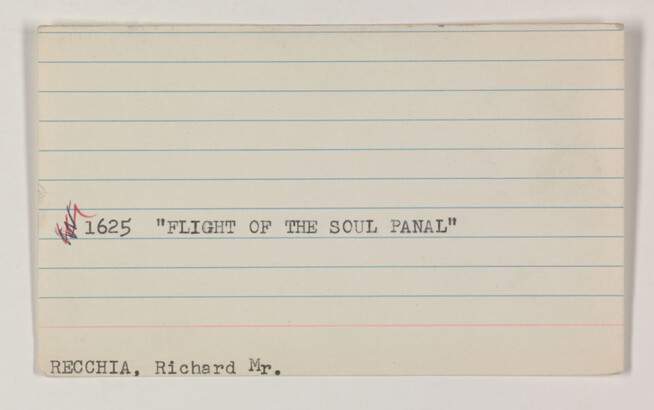 1625 "FLIGHT OF THE SOUL PANAL"
RECCHIA, Richard Mr.